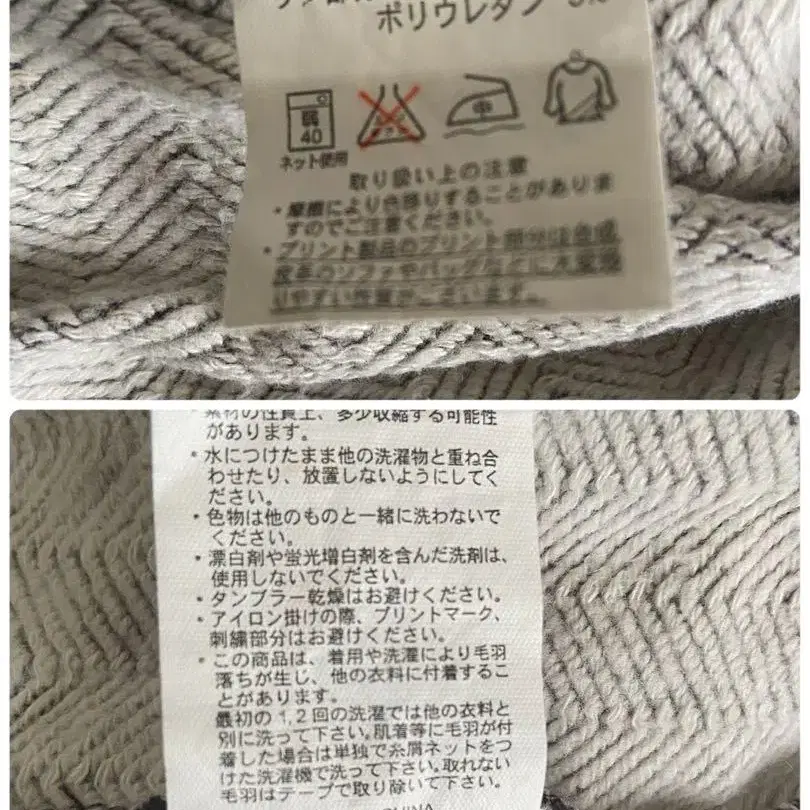 ポリウレタン
弱
40
ネット使用
中
取り扱い上の注意
・摩擦により色移りすることがありま
すのでご注意ください。
・プリント製品のプリント部分は合成
皮革のソファやバッグなどに
りやすい性質がございます。
・素材の性質上、多少収縮する可能性
があります。
・水につけたまま他の洗濯物と重ね合
わせたり、放置しないようにしてく
ださい。
・色物は他のものと一緒に洗わないで
ください。
・漂白剤や蛍光増白剤を含んだ洗剤は、
使用しないでください。
・タンブラー乾燥はお避けください。
・アイロン掛けの際、プリントマーク、
刺繍部分はお避けください。
・この商品は、着用や洗濯により毛羽
落ちが生じ、他の衣料に付着するこ
とがあります。
最初の1,2回の洗濯では他の衣料と
別に洗って下さい。肌着等に毛羽が付
着した場合は単独で糸屑ネットをつ
けた洗濯機で洗って下さい。取れない
毛羽はテープで取り除いて下さい。
CHINA